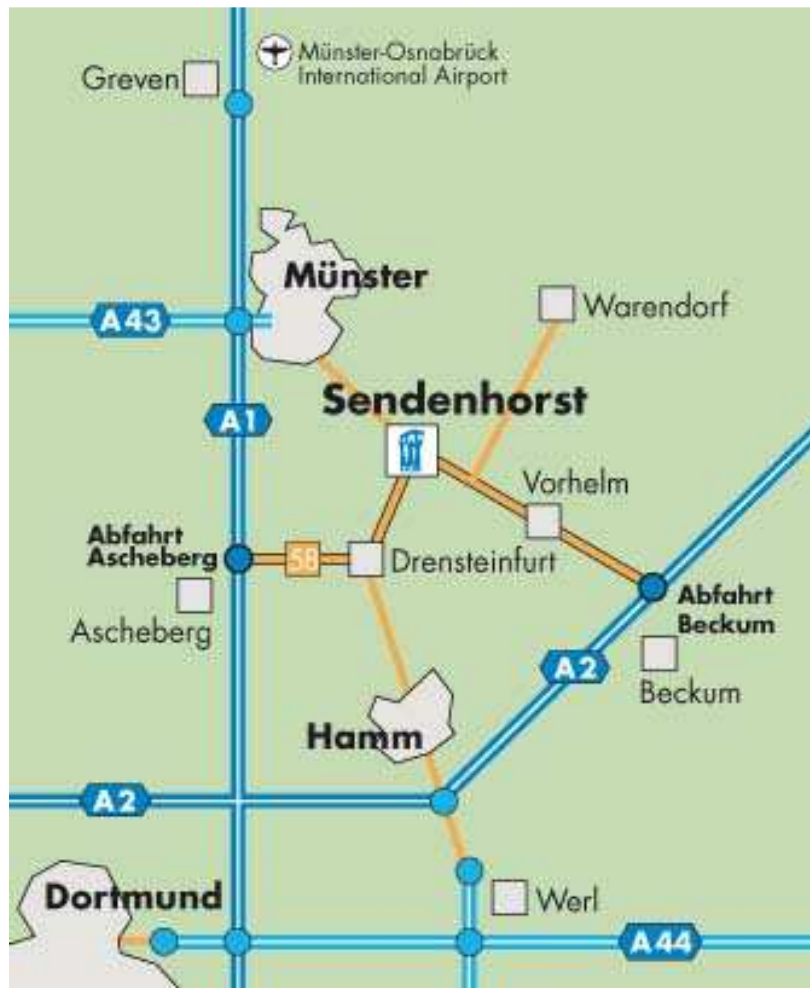 Münster-Osnabrück
International Airport
Greven
Münster
A43
Warendorf
Sendenhorst
A1
Vorhelm
Abfahrt
Ascheberg
58
Drensteinfurt
Ascheberg
Abfahrt
Beckum
A2
Beckum
Hamm
A2
Dortmund
Werl
A44